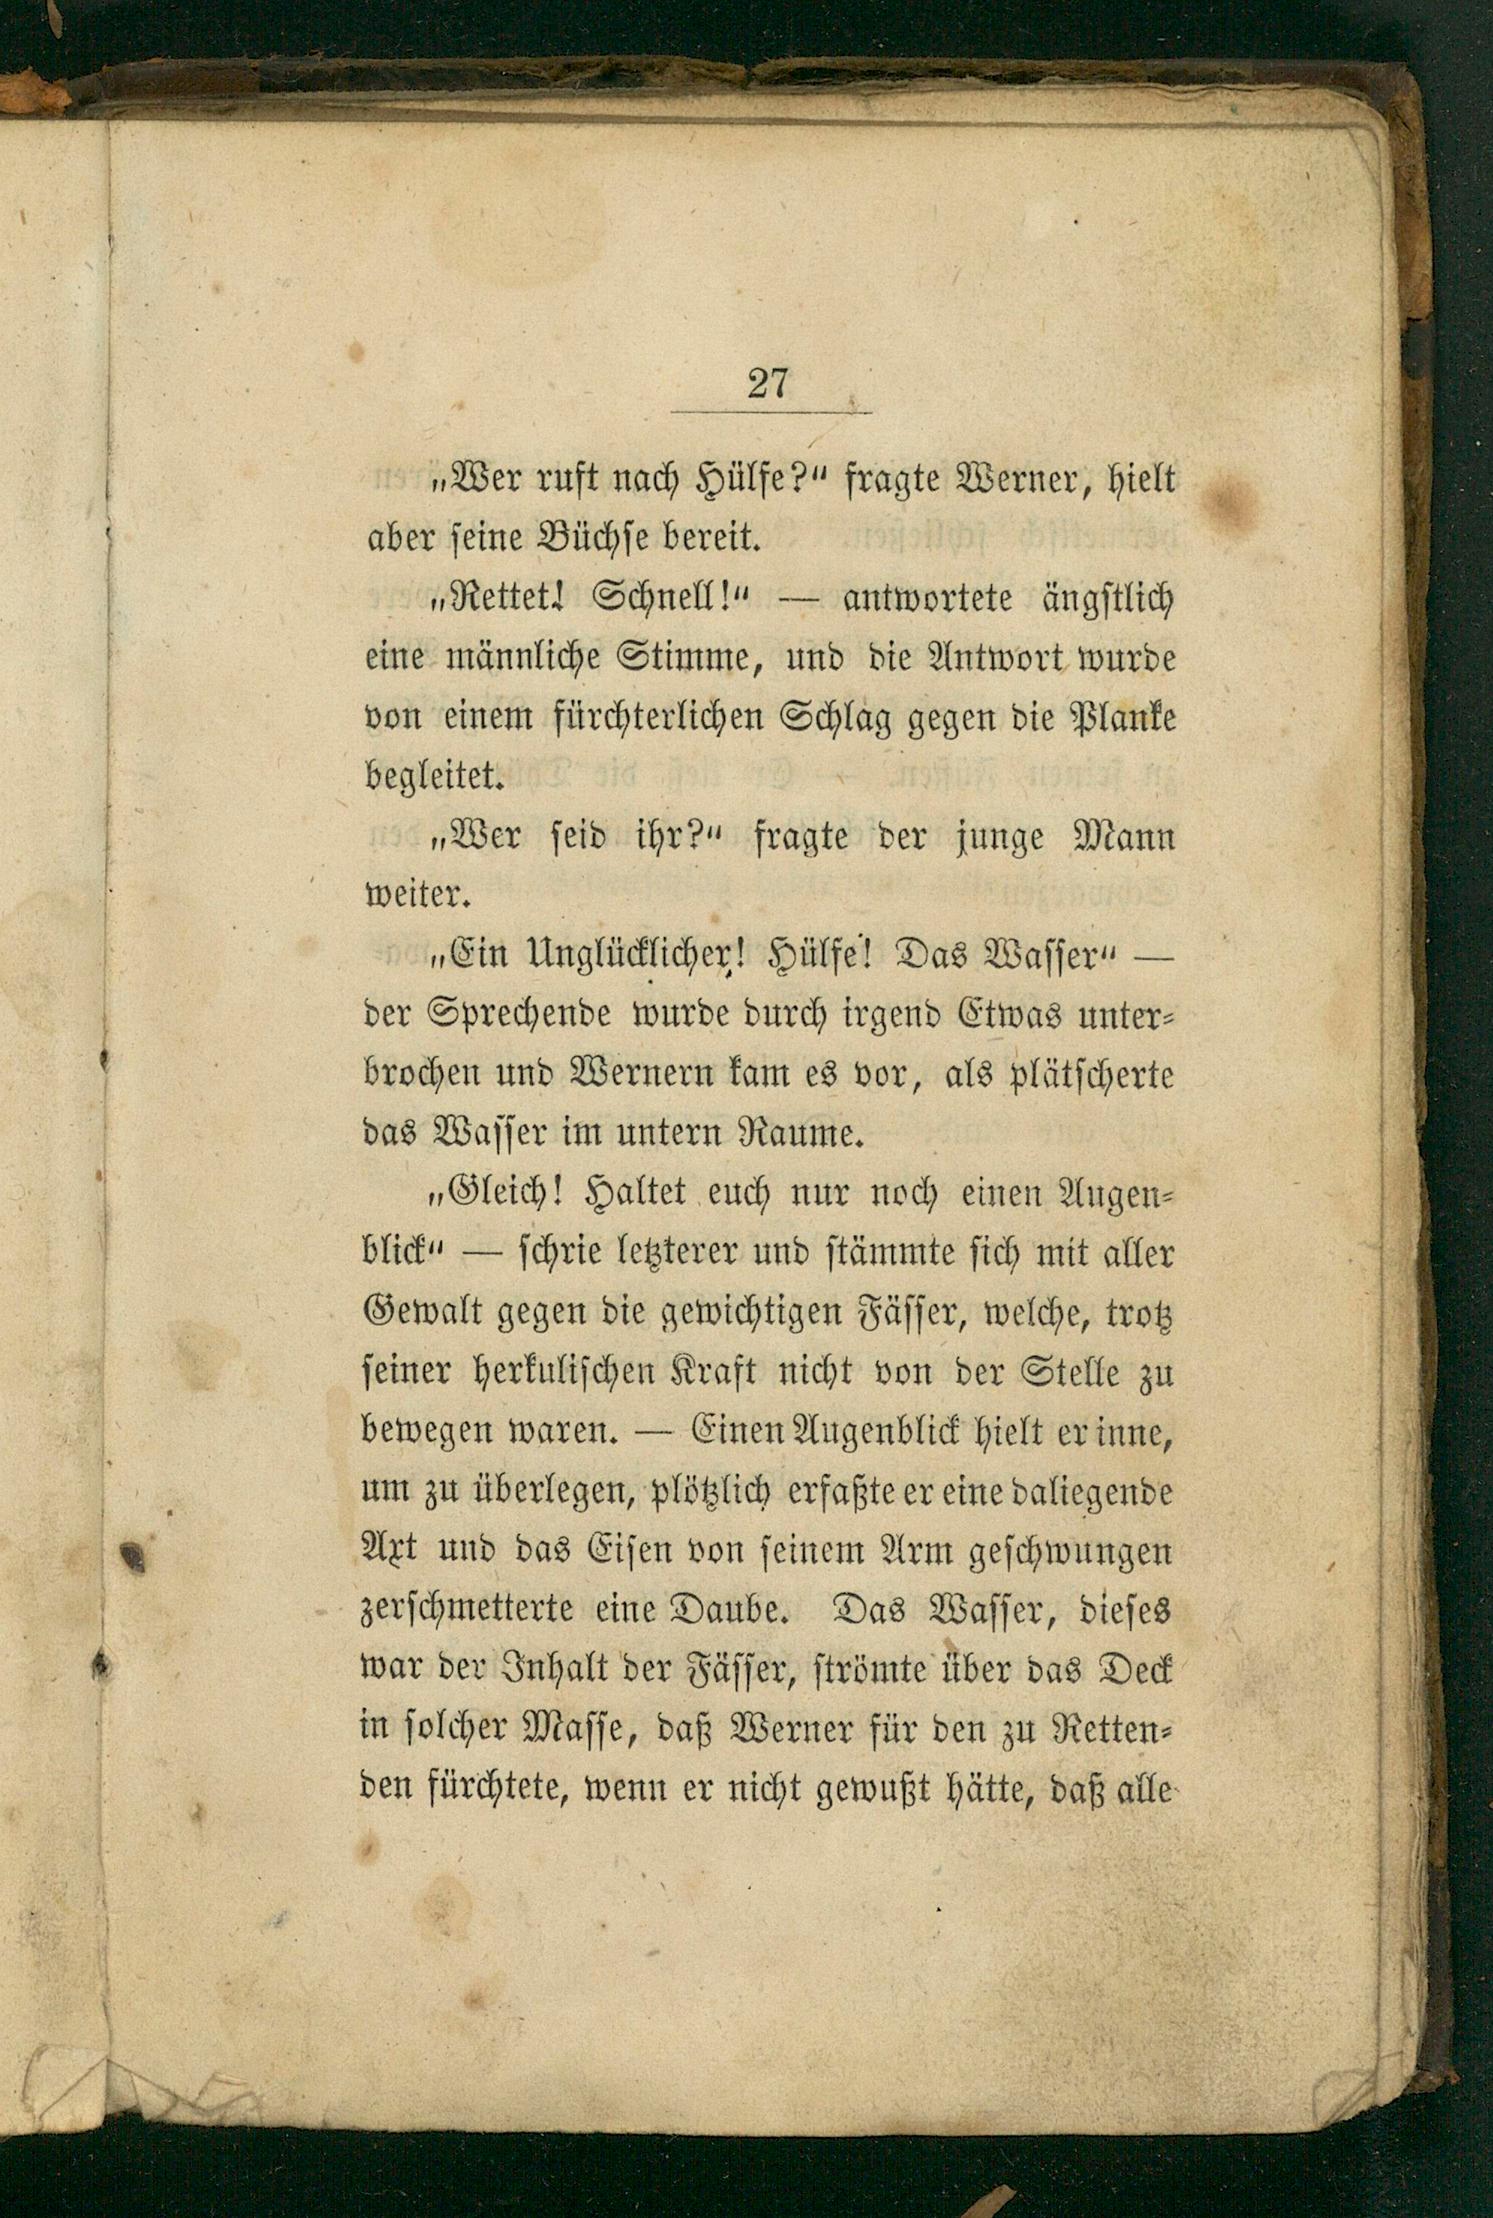 27
„Wer ruft nach Hülfe?“ fragte Werner, hielt
aber seine Büchse bereit.
„Rettet! Schnell!“ — antwortete ängstlich
eine männliche Stimme, und die Antwort wurde
von einem fürchterlichen Schlag gegen die Planke
begleitet.
„Wer seid ihr?“ fragte der junge Mann
weiter.
„Ein Unglücklicher! Hülfe! Das Wasser“ —
der Sprechende wurde durch irgend Etwas unter-
brochen und Wernern kam es vor, als plätscherte
das Wasser im untern Raume.
„Gleich! Haltet euch nur noch einen Augen-
blick“ — schrie letzterer und stämmte sich mit aller
Gewalt gegen die gewichtigen Fässer, welche, trotz
seiner herkulischen Kraft nicht von der Stelle zu
bewegen waren. — Einen Augenblick hielt er inne,
um zu überlegen, plötzlich erfaßte er eine daliegende
Axt und das Eisen von seinem Arm geschwungen
zerschmetterte eine Daube. Das Wasser, dieses
war der Inhalt der Fässer, strömte über das Deck
in solcher Masse, daß Werner für den zu Retten-
den fürchtete, wenn er nicht gewußt hätte, daß alle